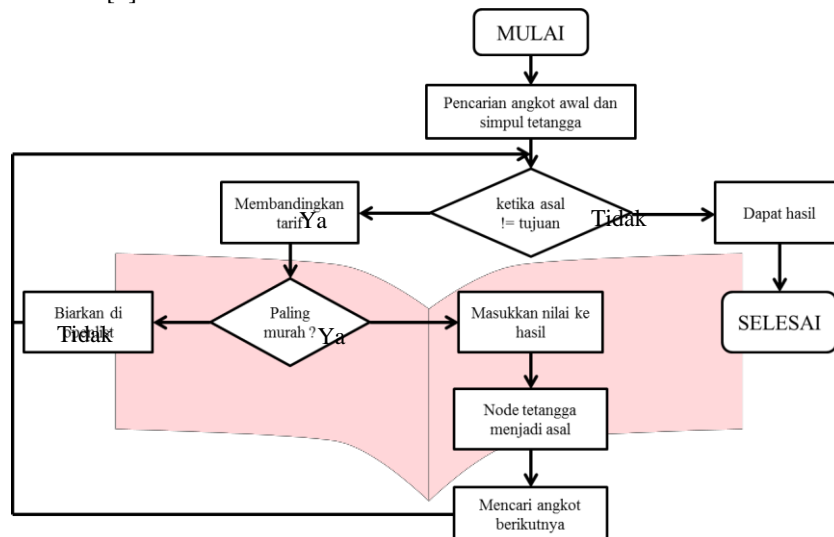 MULAI
Pencarian angkot awal dan
simpul tetangga
ketika asal
!= tujuan
Tidak
Dapat hasil
Membandingkan
tarif
Ya
Biarkan di
Tidak
Paling
murah ?
Ya
Masukkan nilai ke
hasil
SELESAI
Node tetangga
menjadi asal
Mencari angkot
berikutnya